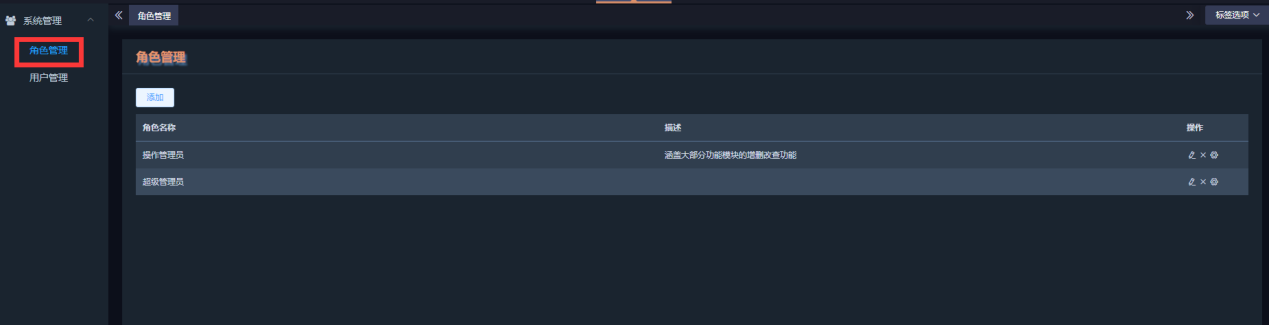 系统管理
角色管理
用户管理
角色管理
标签选项
角色管理
添加
角色名称 描述 操作
操作管理员 涵盖大部分功能模块的增删改查功能
超级管理员